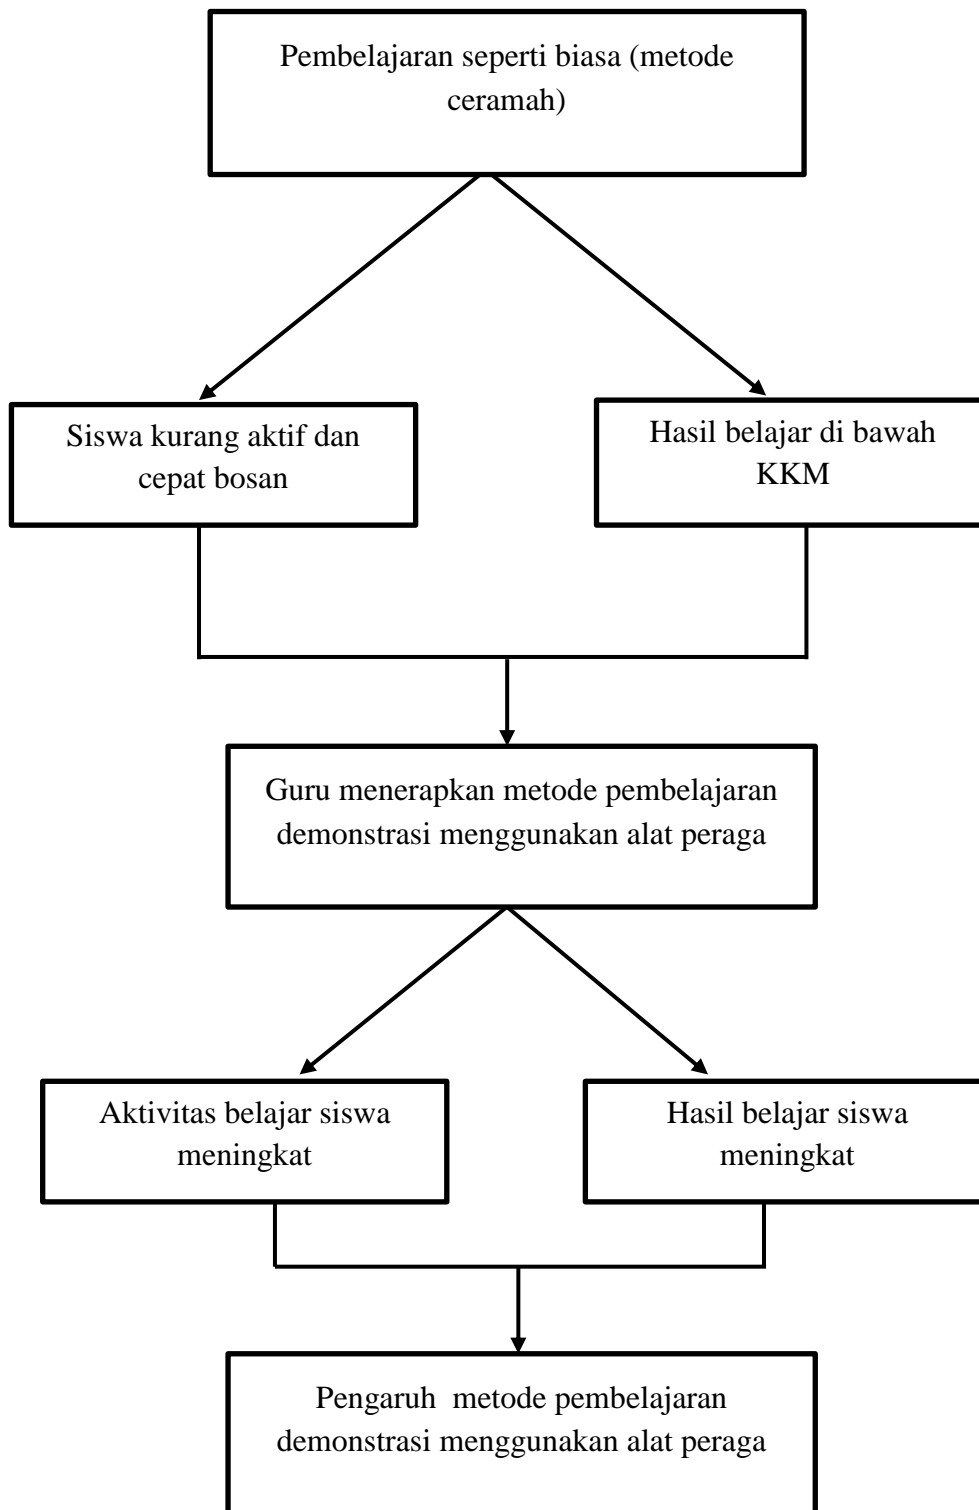 Pembelajaran seperti biasa (metode
ceramah)
Siswa kurang aktif dan
cepat bosan
Hasil belajar di bawah
KKM
Guru menerapkan metode pembelajaran
demonstrasi menggunakan alat peraga
Aktivitas belajar siswa
meningkat
Hasil belajar siswa
meningkat
Pengaruh  metode pembelajaran
demonstrasi menggunakan alat peraga